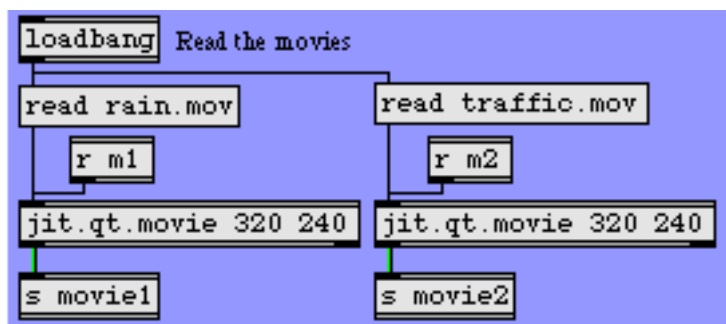 loadbang Read the movies
read rain.mov read traffic.mov
r m1 r m2
jit.qt.movie 320 240 jit.qt.movie 320 240
s movie1 s movie2